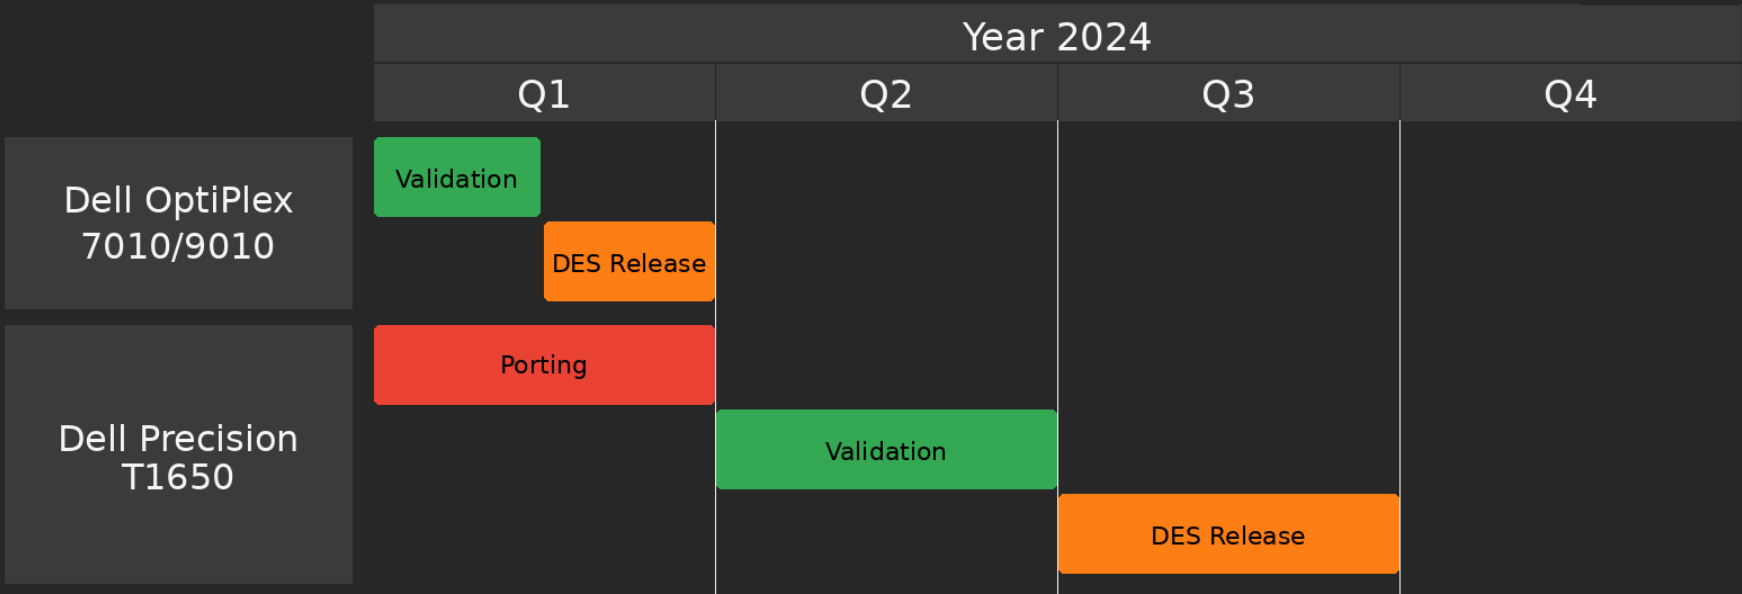 Year 2024
Q1 Q2 Q3 Q4
Dell OptiPlex
7010/9010
Validation
DES Release
Dell Precision
T1650
Porting
Validation
DES Release